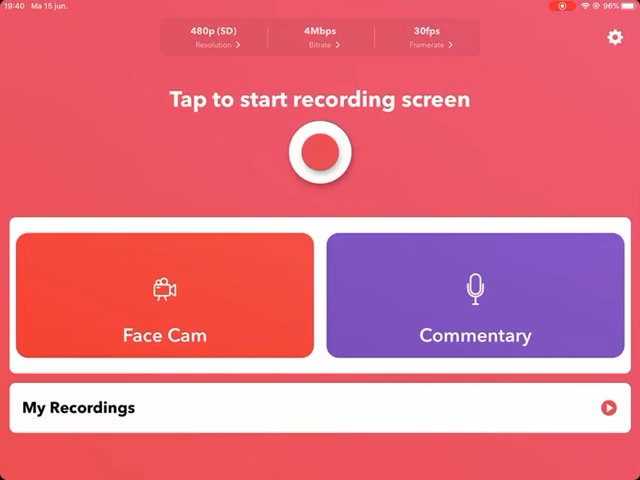 19:40 Ma 15 jun. 96%
480p (SD) 4Mbps 30fps
Resolution Bitrate Framerate
Tap to start recording screen
Face Cam Commentary
My Recordings